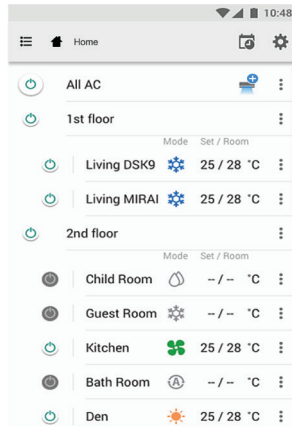 10:48
Home
All AC
1st floor
Mode Set / Room
Living DSK9 25 / 28 °C
Living MIRAI 25 / 28 °C
2nd floor
Mode Set / Room
Child Room -- / -- °C
Guest Room -- / -- °C
Kitchen 25 / 28 °C
Bath Room A -- / -- °C
Den 25 / 28 °C